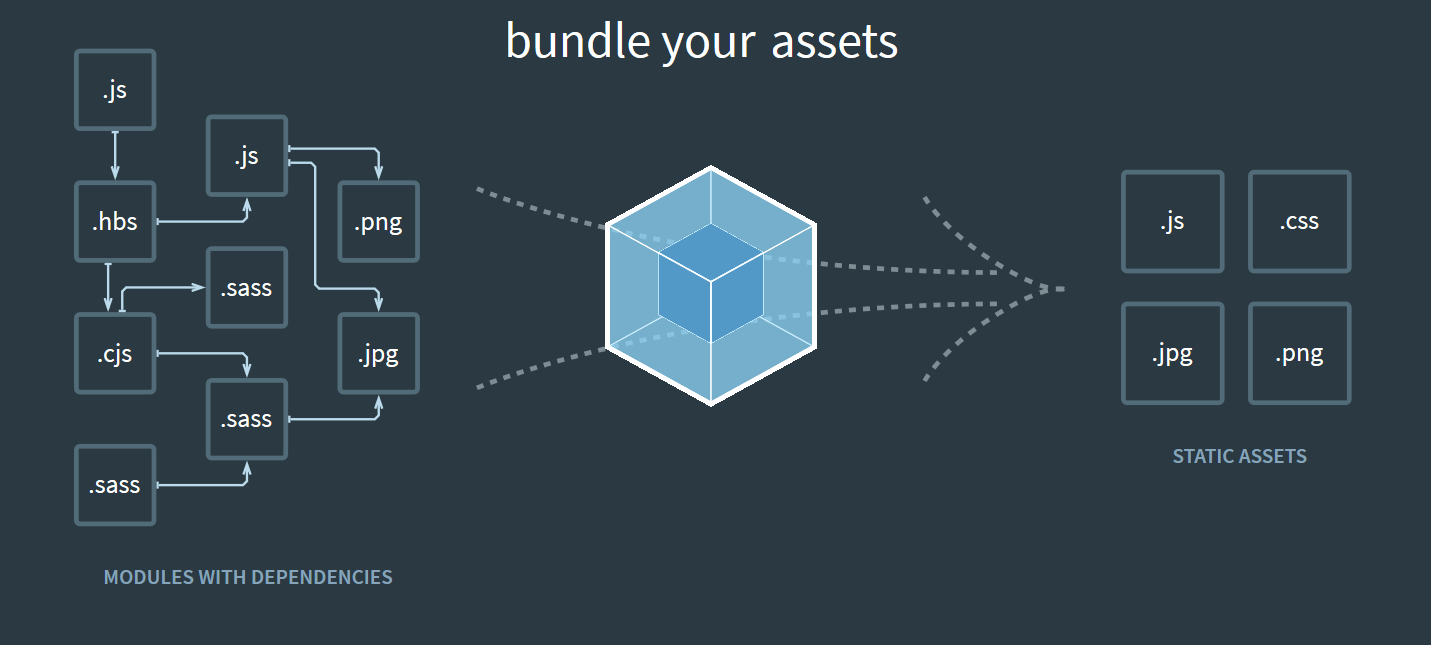 bundle your assets
.js
.js
.hbs
.png
.sass
.cjs
.jpg
.sass
.sass
MODULES WITH DEPENDENCIES
.js
.css
.jpg
.png
STATIC ASSETS